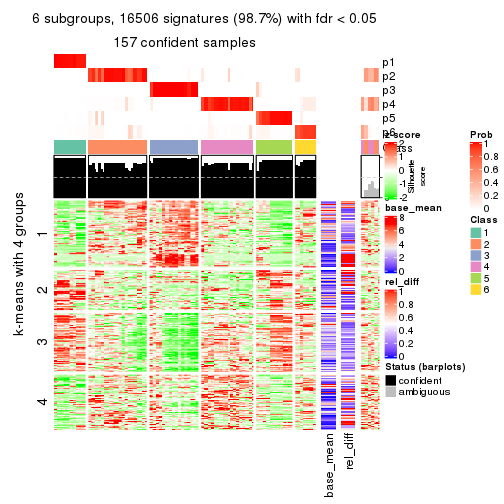 6 subgroups, 16506 signatures (98.7%) with fdr < 0.05
157 confident samples
p1
p2
p3
p4
p5
p6
z-score
2
1
0
-1
-2
Silhouette
score
Prob
1
0.8
0.6
0.4
0.2
0
Class
1
2
3
4
5
6
base_mean
8
6
4
2
0
rel_diff
1
0.8
0.6
0.4
0.2
0
Status (barplots)
confident
ambiguous
k-means with 4 groups
1
2
3
4
base_mean
rel_diff